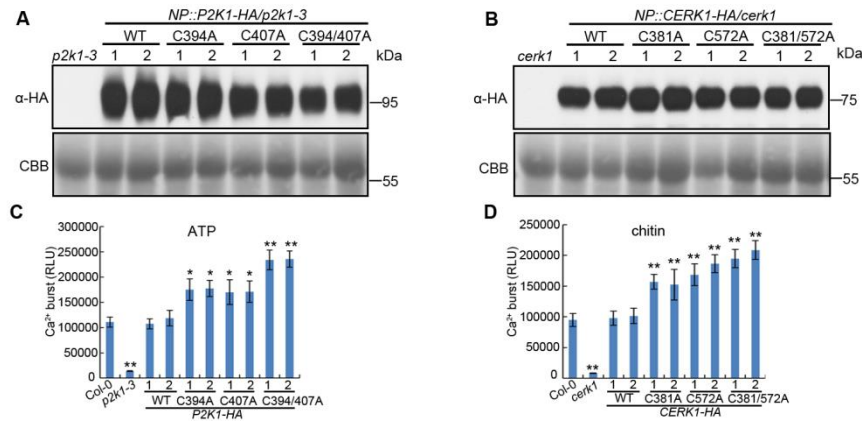 A
NP::P2K1-HA/p2k1-3
WT C394A C407A C394/407A
p2k1-3 1 2 1 2 1 2 1 2 kDa
α-HA
95
CBB
55
B
NP::CERK1-HA/cerk1
WT C381A C572A C381/572A
cerk1 1 2 1 2 1 2 1 2 kDa
α-HA
75
CBB
55
C
ATP
Ca²⁺ burst (RLU)
300000
250000
200000
150000
100000
50000
0
** * * * * ** **
Col-0 p2k1-3 1 2 1 2 1 2 1 2
WT C394A C407A C394/407A
P2K1-HA
D
chitin
Ca²⁺ burst (RLU)
250000
200000
150000
100000
50000
0
** ** ** ** ** ** **
Col-0 cerk1 1 2 1 2 1 2 1 2
WT C381A C572A C381/572A
CERK1-HA